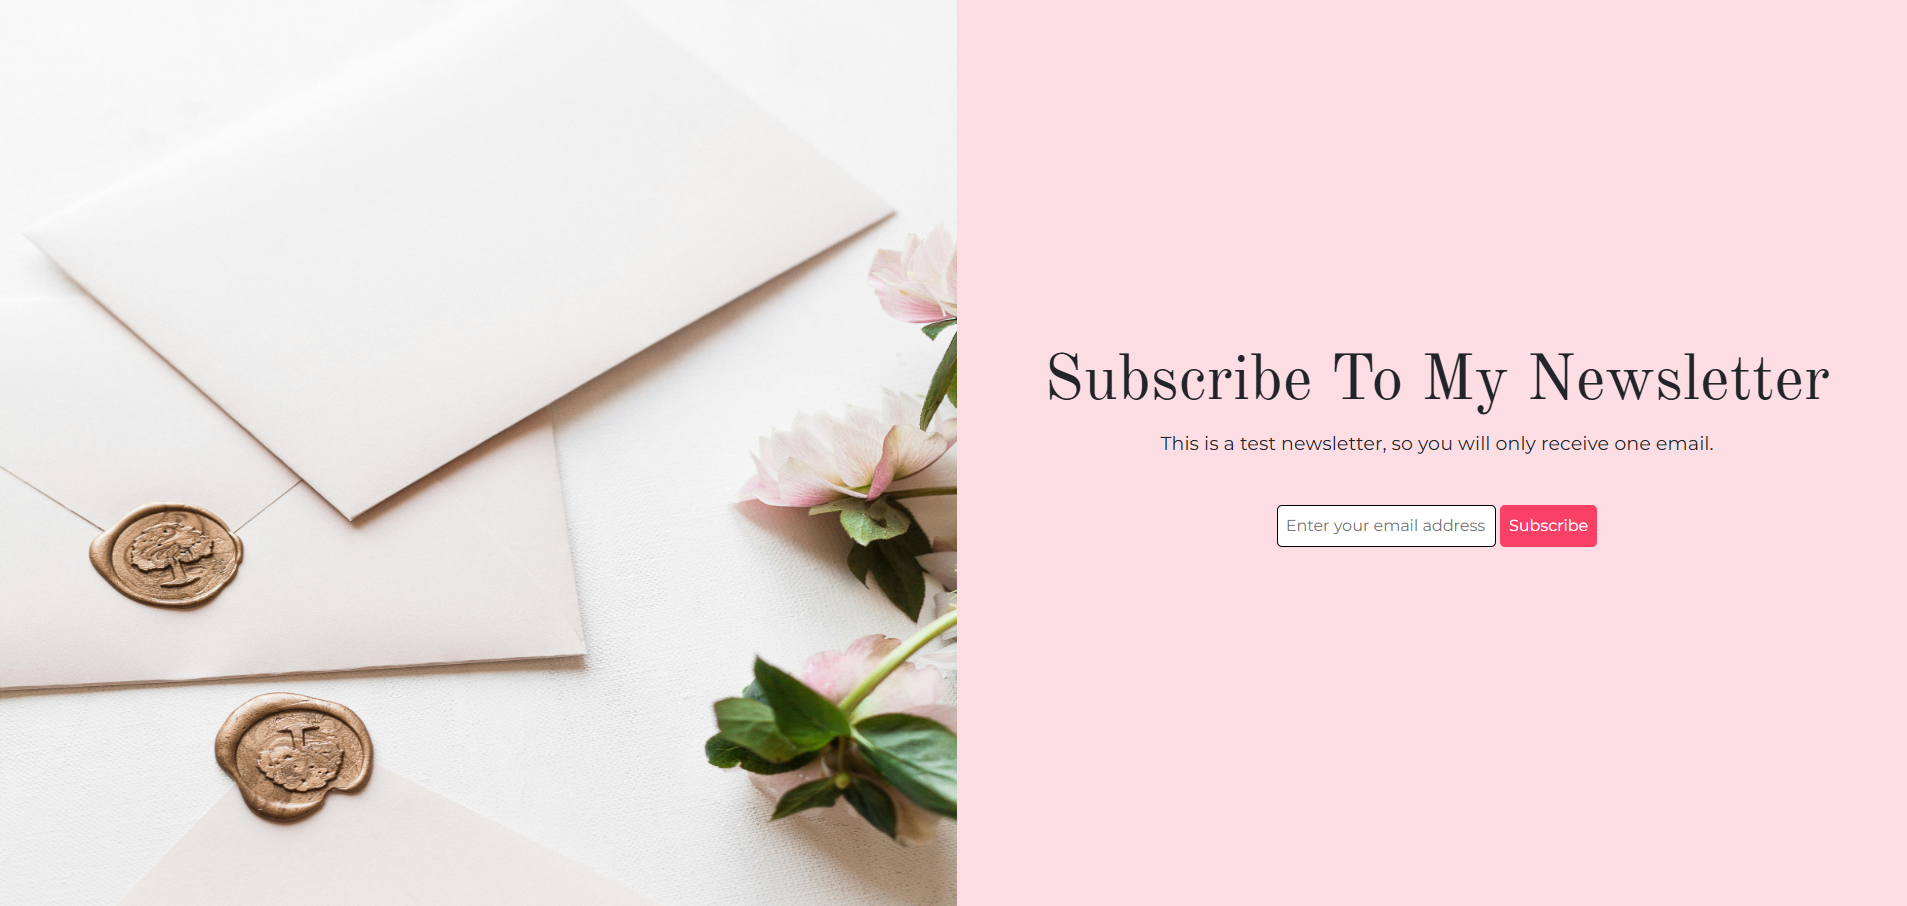 Subscribe To My Newsletter
This is a test newsletter, so you will only receive one email.
Enter your email address Subscribe